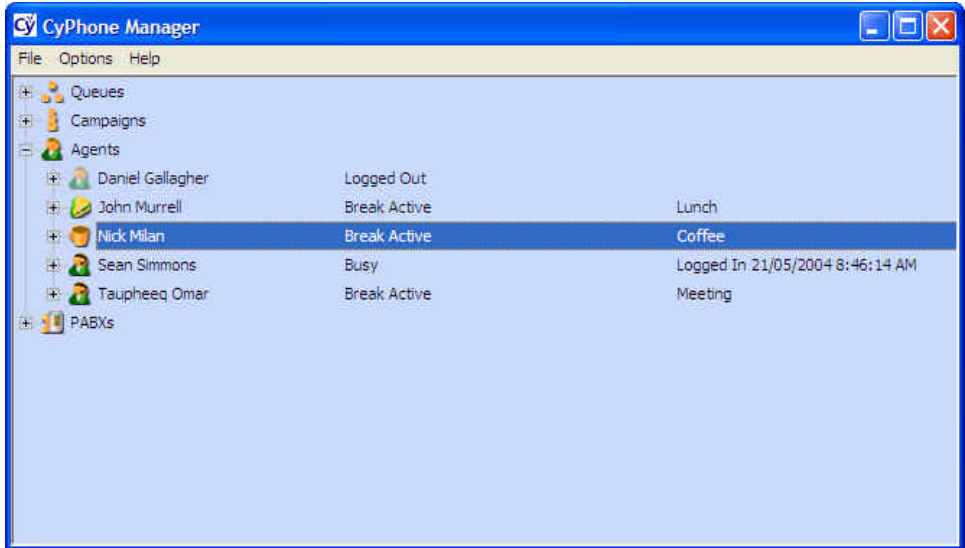 Cy CyPhone Manager
File Options Help
Queues
Campaigns
Agents
Daniel Gallagher Logged Out
John Murrell Break Active Lunch
Nick Milan Break Active Coffee
Sean Simmons Busy Logged In 21/05/2004 8:46:14 AM
Taupheeq Omar Break Active Meeting
PABXs